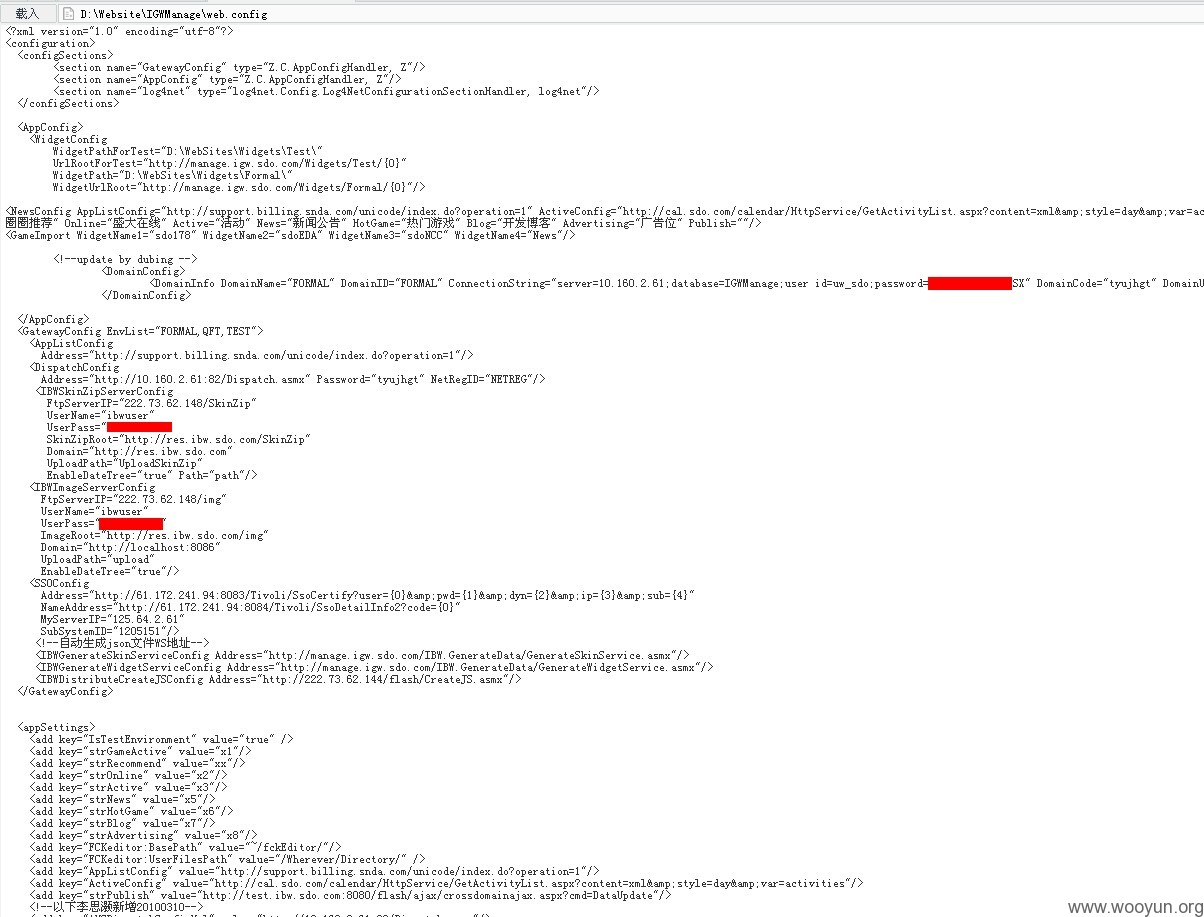 载入 D:\Website\IGWManage\web.config
<?xml version="1.0" encoding="utf-8"?>
<configuration>
<configSections>
<section name="GatewayConfig" type="Z.C.AppConfigHandler, Z"/>
<section name="AppConfig" type="Z.C.AppConfigHandler, Z"/>
<section name="log4net" type="log4net.Config.Log4NetConfigurationSectionHandler, log4net"/>
</configSections>
<AppConfig>
<WidgetConfig
WidgetPathForTest="D:\WebSites\Widgets\Test\"
UrlRootForTest="http://manage.igw.sdo.com/Widgets/Test/{0}"
WidgetPath="D:\WebSites\Widgets\Formal\"
WidgetUrlRoot="http://manage.igw.sdo.com/Widgets/Formal/{0}"/>
<NewsConfig AppListConfig="http://support.billing.snda.com/unicode/index.do?operation=1" ActiveConfig="http://cal.sdo.com/calendar/HttpService/GetActivityList.aspx?content=xml&amp;style=day&amp;var=ac
圈圈推荐" Online="盛大在线" Active="活动" News="新闻公告" HotGame="热门游戏" Blog="开发博客" Advertising="广告位" Publish=""/>
<GameImport WidgetName1="sdo178" WidgetName2="sdoEDA" WidgetName3="sdoNCC" WidgetName4="News"/>
<!--update by dubing -->
<DomainConfig>
<DomainInfo DomainName="FORMAL" DomainID="FORMAL" ConnectionString="server=10.160.2.61;database=IGWManage;user id=uw_sdo;password= SX" DomainCode="tyujhgt" DomainU
</DomainConfig>
</AppConfig>
<GatewayConfig EnvList="FORMAL,QFT,TEST">
<AppListConfig
Address="http://support.billing.snda.com/unicode/index.do?operation=1"/>
<DispatchConfig
Address="http://10.160.2.61:82/Dispatch.asmx" Password="tyujhgt" NetRegID="NETREG"/>
<IBWSkinZipServerConfig
FtpServerIP="222.73.62.148/SkinZip"
UserName="ibwuser"
UserPass="
SkinZipRoot="http://res.ibw.sdo.com/SkinZip"
Domain="http://res.ibw.sdo.com"
UploadPath="UploadSkinZip"
EnableDateTree="true" Path="path"/>
<IBWImageServerConfig
FtpServerIP="222.73.62.148/img"
UserName="ibwuser"
UserPass=" "
ImageRoot="http://res.ibw.sdo.com/img"
Domain="http://localhost:8086"
UploadPath="upload"
EnableDateTree="true"/>
<SSOConfig
Address="http://61.172.241.94:8083/Tivoli/SsoCertify?user={0}&amp;pwd={1}&amp;dyn={2}&amp;ip={3}&amp;sub={4}"
NameAddress="http://61.172.241.94:8084/Tivoli/SsoDetailInfo2?code={0}"
MyServerIP="125.64.2.61"
SubSystemID="1205151"/>
<!--自动生成json文件WS地址-->
<IBWGenerateSkinServiceConfig Address="http://manage.igw.sdo.com/IBW.GenerateData/GenerateSkinService.asmx"/>
<IBWGenerateWidgetServiceConfig Address="http://manage.igw.sdo.com/IBW.GenerateData/GenerateWidgetService.asmx"/>
<IBWDistributeCreateJSConfig Address="http://222.73.62.144/flash/CreateJS.asmx"/>
</GatewayConfig>
<appSettings>
<add key="IsTestEnvironment" value="true" />
<add key="strGameActive" value="x1"/>
<add key="strRecommend" value="xx"/>
<add key="strOnline" value="x2"/>
<add key="strActive" value="x3"/>
<add key="strNews" value="x5"/>
<add key="strHotGame" value="x6"/>
<add key="strBlog" value="x7"/>
<add key="strAdvertising" value="x8"/>
<add key="FCKeditor:BasePath" value="~/fckEditor/"/>
<add key="FCKeditor:UserFilesPath" value="/Wherever/Directory/" />
<add key="AppListConfig" value="http://support.billing.snda.com/unicode/index.do?operation=1"/>
<add key="ActiveConfig" value="http://cal.sdo.com/calendar/HttpService/GetActivityList.aspx?content=xml&amp;style=day&amp;var=activities"/>
<add key="strPublish" value="http://test.ibw.sdo.com:8080/flash/ajax/crossdomainajax.aspx?cmd=DataUpdate"/>
<!--以下李思灏新增20100310-->
www.wooyun.org